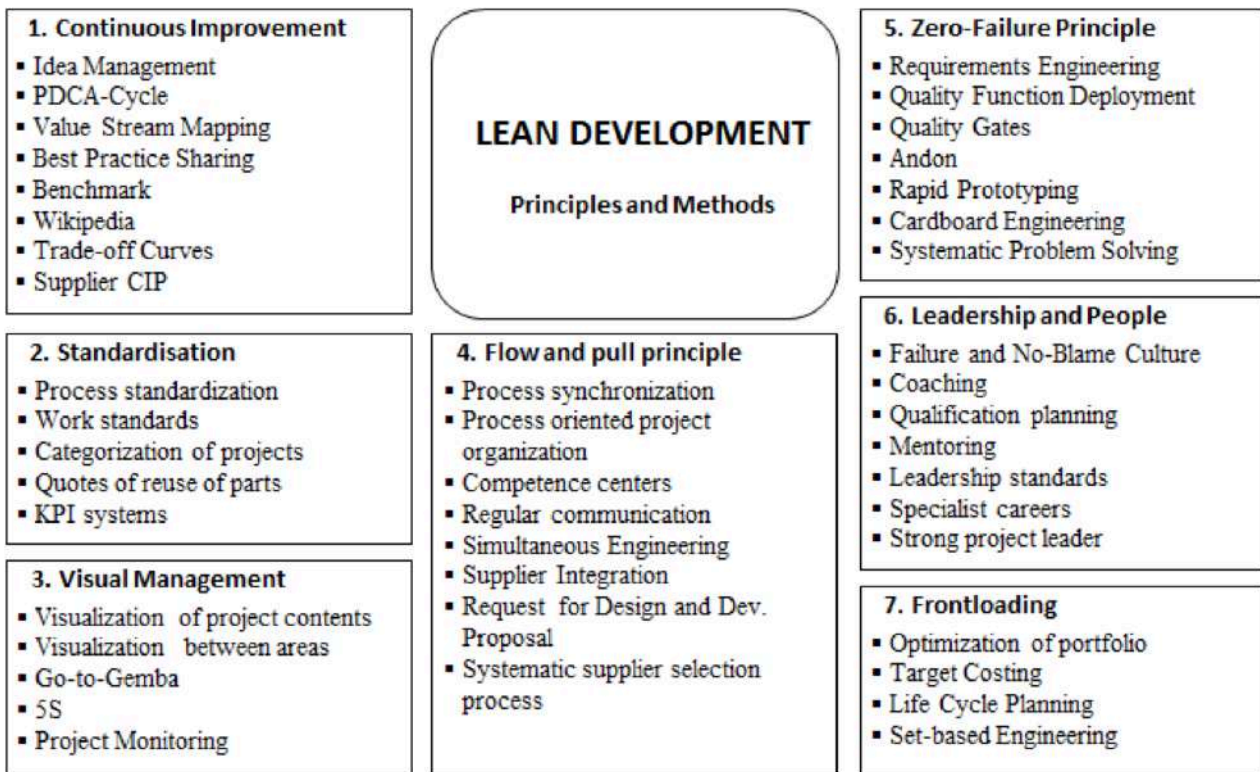 1. Continuous Improvement
▪ Idea Management
▪ PDCA-Cycle
▪ Value Stream Mapping
▪ Best Practice Sharing
▪ Benchmark
▪ Wikipedia
▪ Trade-off Curves
▪ Supplier CIP
2. Standardisation
▪ Process standardization
▪ Work standards
▪ Categorization of projects
▪ Quotes of reuse of parts
▪ KPI systems
3. Visual Management
▪ Visualization of project contents
▪ Visualization between areas
▪ Go-to-Gemba
▪ 5S
▪ Project Monitoring
LEAN DEVELOPMENT
Principles and Methods
4. Flow and pull principle
▪ Process synchronization
▪ Process oriented project
organization
▪ Competence centers
▪ Regular communication
▪ Simultaneous Engineering
▪ Supplier Integration
▪ Request for Design and Dev.
Proposal
▪ Systematic supplier selection
process
5. Zero-Failure Principle
▪ Requirements Engineering
▪ Quality Function Deployment
▪ Quality Gates
▪ Andon
▪ Rapid Prototyping
▪ Cardboard Engineering
▪ Systematic Problem Solving
6. Leadership and People
▪ Failure and No-Blame Culture
▪ Coaching
▪ Qualification planning
▪ Mentoring
▪ Leadership standards
▪ Specialist careers
▪ Strong project leader
7. Frontloading
▪ Optimization of portfolio
▪ Target Costing
▪ Life Cycle Planning
▪ Set-based Engineering